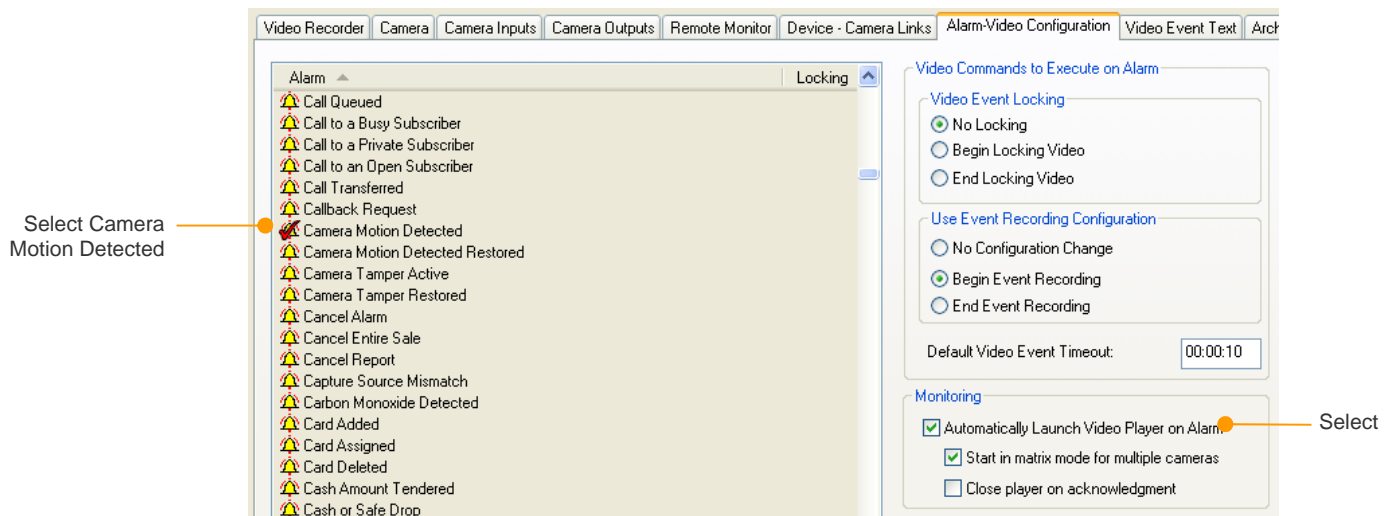 Video Recorder Camera Camera Inputs Camera Outputs Remote Monitor Device - Camera Links Alarm-Video Configuration Video Event Text Arch
Alarm Locking
Call Queued
Call to a Busy Subscriber
Call to a Private Subscriber
Call to an Open Subscriber
Call Transferred
Callback Request
Camera Motion Detected
Camera Motion Detected Restored
Camera Tamper Active
Camera Tamper Restored
Cancel Alarm
Cancel Entire Sale
Cancel Report
Capture Source Mismatch
Carbon Monoxide Detected
Card Added
Card Assigned
Card Deleted
Cash Amount Tendered
Cash or Safe Drop
Select Camera
Motion Detected
Video Commands to Execute on Alarm
Video Event Locking
No Locking
Begin Locking Video
End Locking Video
Use Event Recording Configuration
No Configuration Change
Begin Event Recording
End Event Recording
Default Video Event Timeout: 00:00:10
Monitoring
Automatically Launch Video Player on Alarm
Start in matrix mode for multiple cameras
Close player on acknowledgment
Select